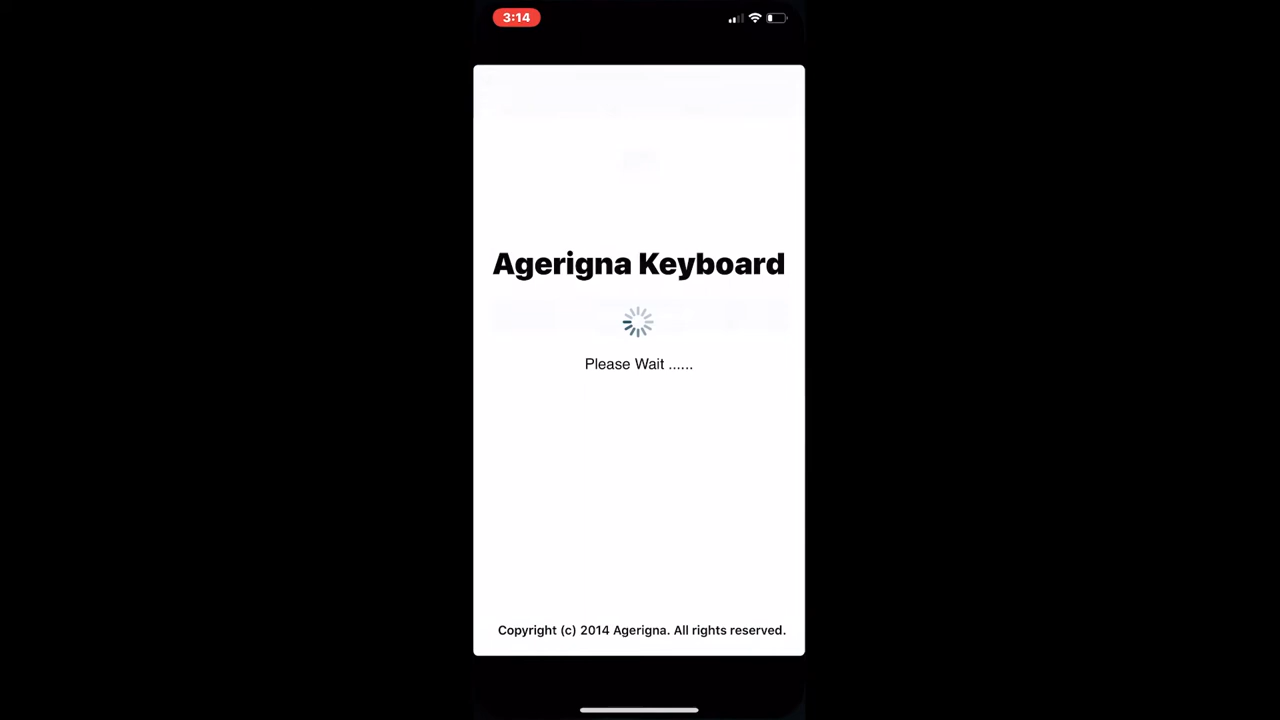 3:14
Agerigna Keyboard
Please Wait ......
Copyright (c) 2014 Agerigna. All rights reserved.